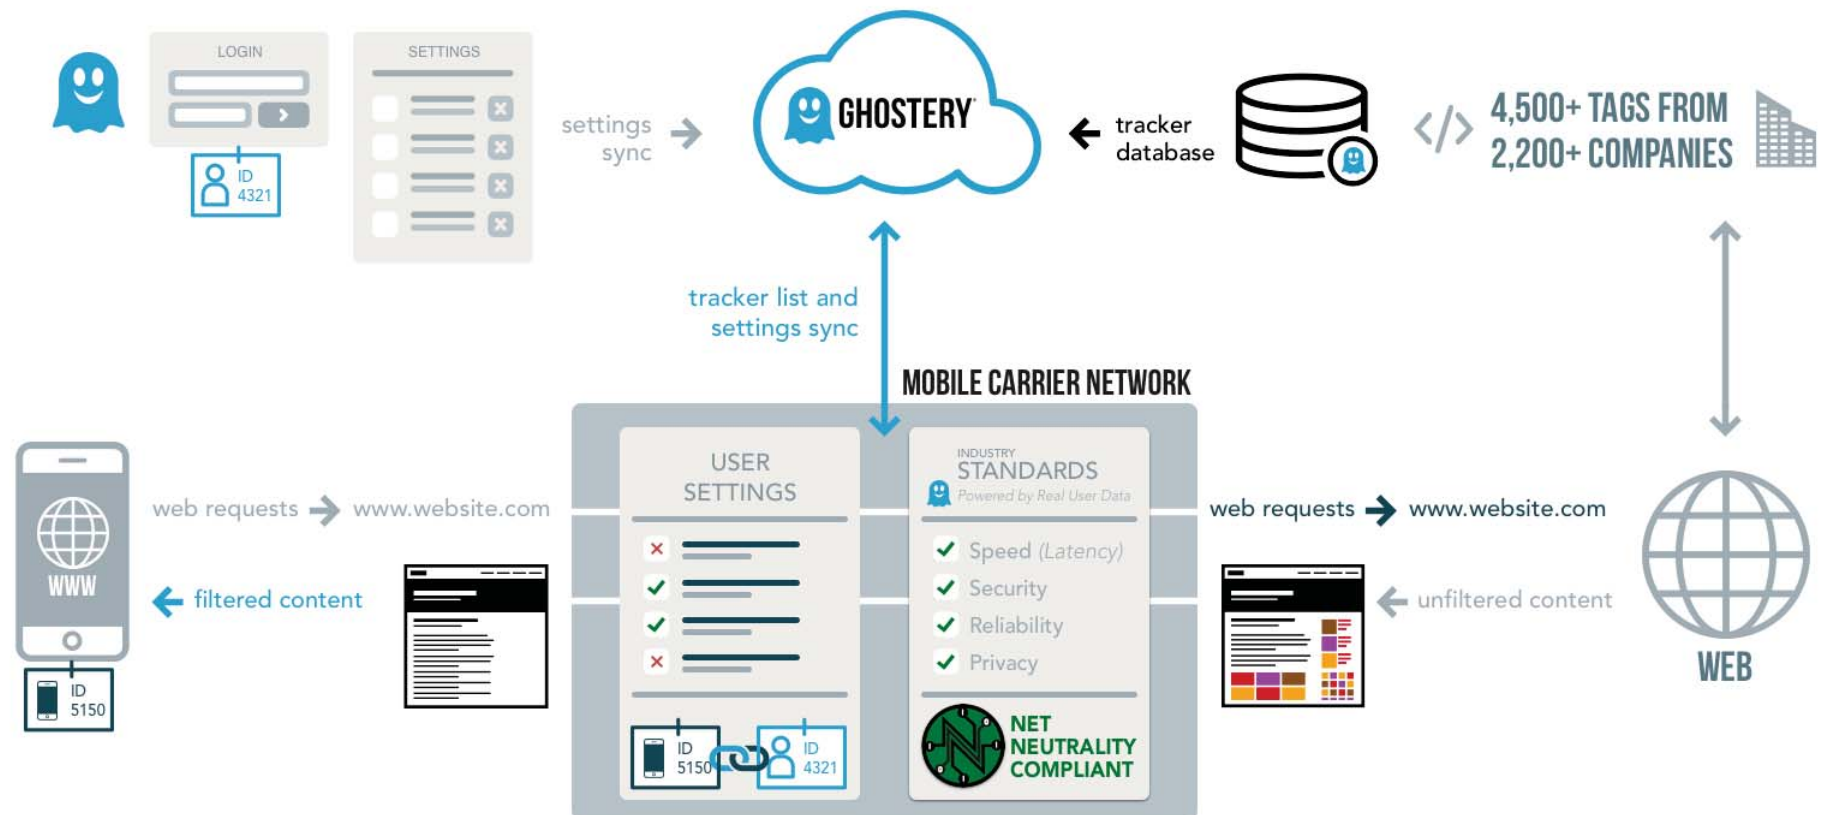 LOGIN
ID
4321
SETTINGS
settings
sync
GHOSTERY
tracker
database
</>
4,500+ TAGS FROM
2,200+ COMPANIES
tracker list and
settings sync
MOBILE CARRIER NETWORK
WWW
ID
5150
web requests
www.website.com
filtered content
USER
SETTINGS
ID
5150
ID
4321
INDUSTRY
STANDARDS
Powered by Real User Data
Speed (Latency)
Security
Reliability
Privacy
N
NET
NEUTRALITY
COMPLIANT
web requests
www.website.com
unfiltered content
WEB